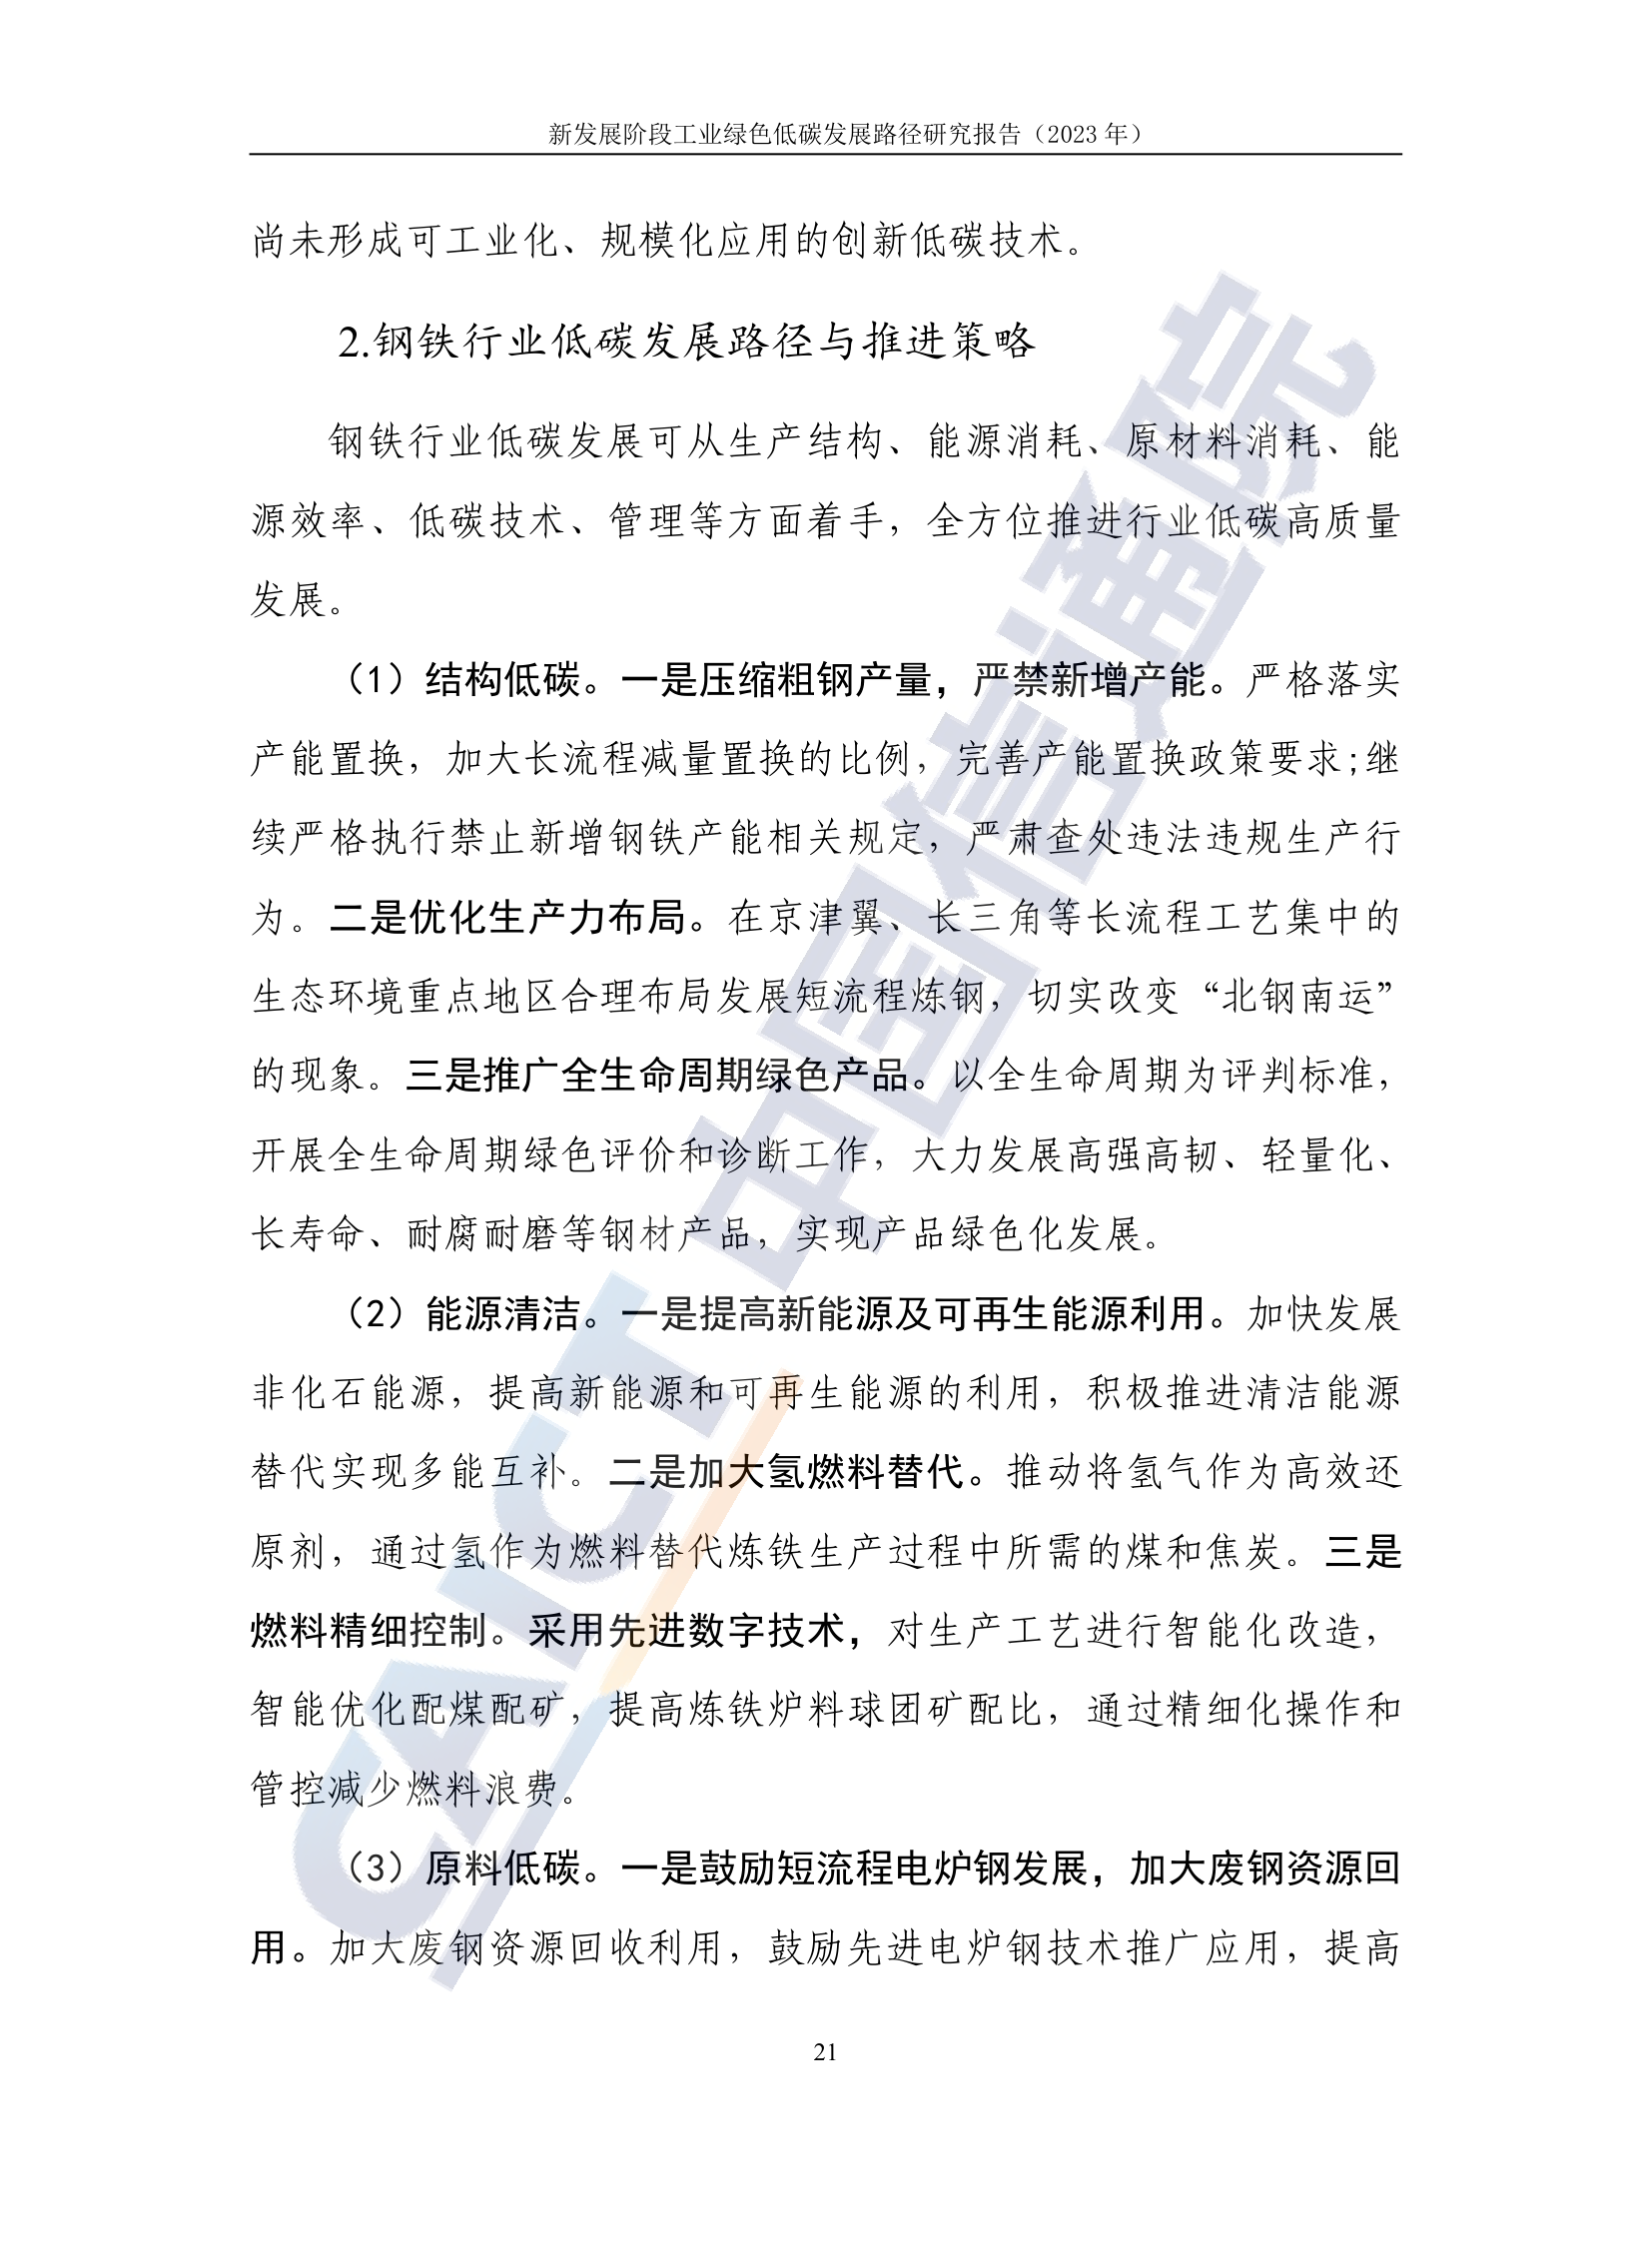 新发展阶段工业绿色低碳发展路径研究报告（2023 年）
尚未形成可工业化、规模化应用的创新低碳技术。
2.钢铁行业低碳发展路径与推进策略
钢铁行业低碳发展可从生产结构、能源消耗、原材料消耗、能
源效率、低碳技术、管理等方面着手，全方位推进行业低碳高质量
发展。
（1）结构低碳。一是压缩粗钢产量，严禁新增产能。严格落实
产能置换，加大长流程减量置换的比例，完善产能置换政策要求;继
续严格执行禁止新增钢铁产能相关规定，严肃查处违法违规生产行
为。二是优化生产力布局。在京津翼、长三角等长流程工艺集中的
生态环境重点地区合理布局发展短流程炼钢，切实改变“北钢南运”
的现象。三是推广全生命周期绿色产品。以全生命周期为评判标准，
开展全生命周期绿色评价和诊断工作，大力发展高强高韧、轻量化、
长寿命、耐腐耐磨等钢材产品，实现产品绿色化发展。
（2）能源清洁。一是提高新能源及可再生能源利用。加快发展
非化石能源，提高新能源和可再生能源的利用，积极推进清洁能源
替代实现多能互补。二是加大氢燃料替代。推动将氢气作为高效还
原剂，通过氢作为燃料替代炼铁生产过程中所需的煤和焦炭。三是
燃料精细控制。采用先进数字技术，对生产工艺进行智能化改造，
智能优化配煤配矿，提高炼铁炉料球团矿配比，通过精细化操作和
管控减少燃料浪费。
（3）原料低碳。一是鼓励短流程电炉钢发展，加大废钢资源回
用。加大废钢资源回收利用，鼓励先进电炉钢技术推广应用，提高
21
CAICT 中国信通院